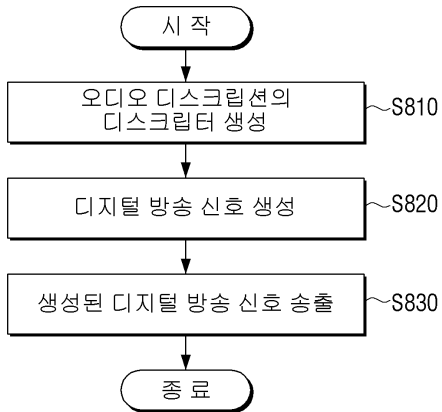 시 작
오디오 디스크립션의
디스크립터 생성
S810
디지털 방송 신호 생성
S820
생성된 디지털 방송 신호 송출
S830
종 료